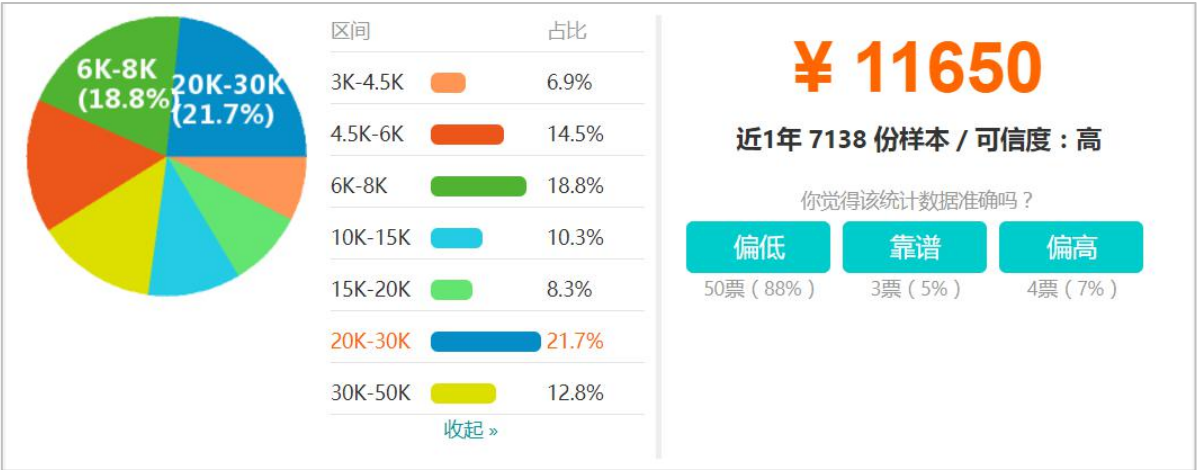 6K-8K
(18.8%)
20K-30K
(21.7%)
区间 占比
3K-4.5K 6.9%
4.5K-6K 14.5%
6K-8K 18.8%
10K-15K 10.3%
15K-20K 8.3%
20K-30K 21.7%
30K-50K 12.8%
收起 »
¥ 11650
近1年 7138 份样本 / 可信度：高
你觉得该统计数据准确吗？
偏低 靠谱 偏高
50票（88%） 3票（5%） 4票（7%）